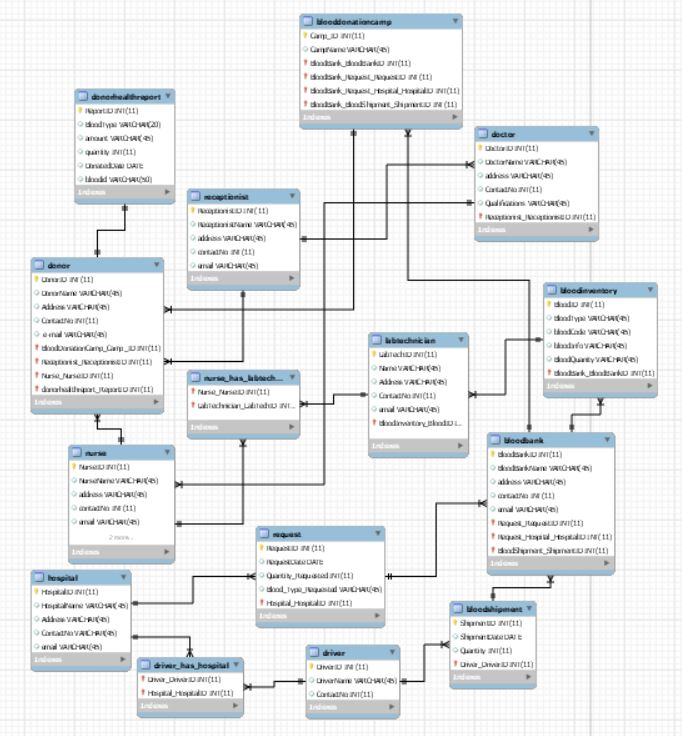 blooddonationcamp
Camp_ID INT(11)
CampName VARCHAR(45)
BloodBank_BloodBankID INT(11)
BloodBank_Request_RequestID INT(11)
BloodBank_Request_Hospital_HospitalID INT(11)
BloodBank_BloodShipment_ShipmentID INT(11)
Indexes
donorhealthreport
ReportID INT(11)
BloodType VARCHAR(20)
amount VARCHAR(45)
quantity INT(11)
DonatedDate DATE
bloodid VARCHAR(50)
Indexes
doctor
DoctorID INT(11)
DoctorName VARCHAR(45)
address VARCHAR(45)
ContactNo INT(11)
Qualifications VARCHAR(45)
Receptionist_ReceptionistID INT(11)
Indexes
receptionist
ReceptionistID INT(11)
ReceptionistName VARCHAR(45)
address VARCHAR(45)
contactNo INT(11)
email VARCHAR(45)
Indexes
donor
DonorID INT(11)
DonorName VARCHAR(45)
Address VARCHAR(45)
ContactNo INT(11)
e-mail VARCHAR(45)
BloodDonationCamp_Camp_ID INT(11)
Receptionist_ReceptionistID INT(11)
Nurse_NurseID INT(11)
donorhealthreport_ReportID INT(11)
Indexes
bloodinventory
BloodID INT(11)
BloodType VARCHAR(45)
bloodCode VARCHAR(45)
bloodinfo VARCHAR(45)
BloodQuantity VARCHAR(45)
BloodBank_BloodBankID INT(11)
Indexes
labtechnician
LabTechID INT(11)
Name VARCHAR(45)
Address VARCHAR(45)
ContactNo INT(11)
email VARCHAR(45)
BloodInventory_BloodID I...
Indexes
nurse_has_labtech...
Nurse_NurseID INT(11)
LabTechnician_LabTechID INT...
Indexes
nurse
NurseID INT(11)
NurseName VARCHAR(45)
address VARCHAR(45)
contactNo INT(11)
email VARCHAR(45)
2 more...
Indexes
bloodbank
BloodBankID INT(11)
BloodBankName VARCHAR(45)
address VARCHAR(45)
contactNo INT(11)
email VARCHAR(45)
Request_RequestID INT(11)
Request_Hospital_HospitalID INT(11)
BloodShipment_ShipmentID INT(11)
Indexes
request
RequestID INT(11)
RequestDate DATE
Quantity_Requested INT(11)
Blood_Type_Requested VARCHAR(45)
Hospital_HospitalID INT(11)
Indexes
hospital
HospitalID INT(11)
HospitalName VARCHAR(45)
Address VARCHAR(45)
ContactNo VARCHAR(45)
email VARCHAR(45)
Indexes
bloodshipment
ShipmentID INT(11)
ShipmentDate DATE
Quantity INT(11)
Driver_DriverID INT(11)
Indexes
driver_has_hospital
Driver_DriverID INT(11)
Hospital_HospitalID INT(11)
Indexes
driver
DriverID INT(11)
DriverName VARCHAR(45)
ContactNo INT(11)
Indexes